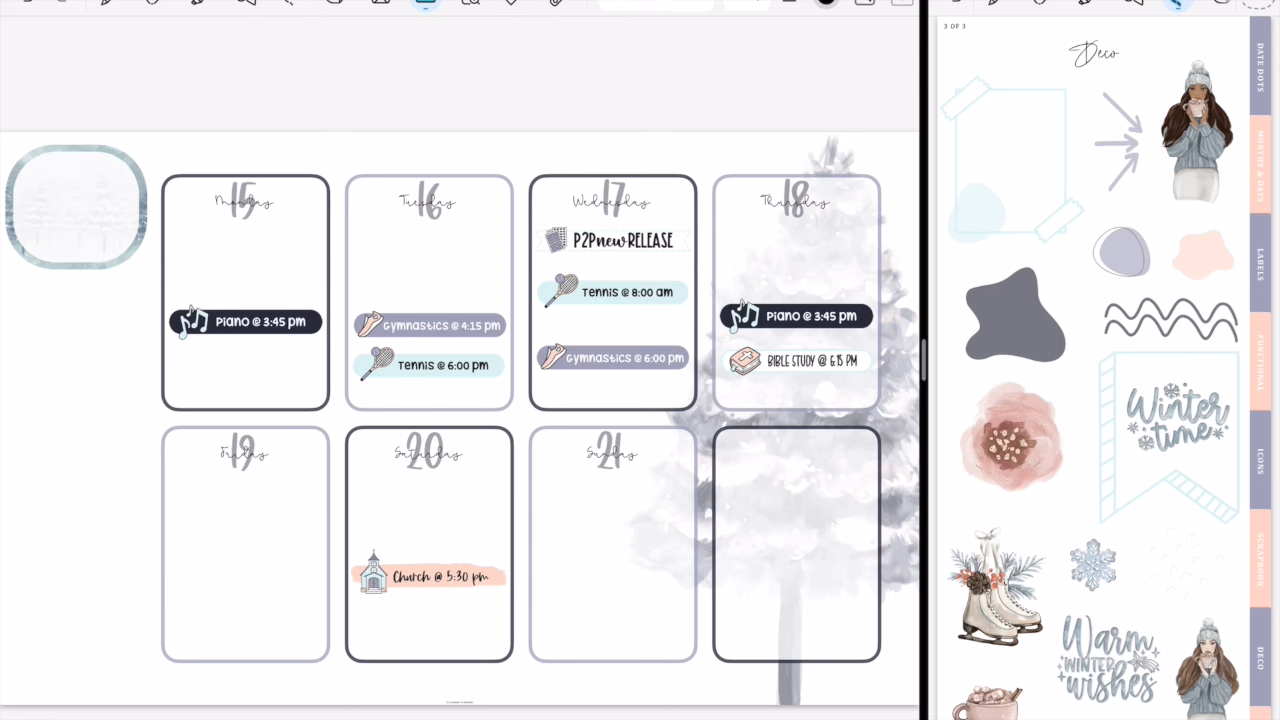 15
Monday
Piano @ 3:45 pm
16
Tuesday
Gymnastics @ 4:15 pm
Tennis @ 6:00 pm
17
Wednesday
P2P new RELEASE
Tennis @ 8:00 am
Gymnastics @ 6:00 pm
18
Thursday
Piano @ 3:45 pm
BIBLE STUDY @ 6:15 PM
19
Friday
20
Saturday
Church @ 5:30 pm
21
Sunday
3 OF 3
Deco
Winter
time
Warm
WINTER
wishes
DATE DOTS
MONTHS & DAYS
LABELS
FUNCTIONAL
ICONS
SCRAPBOOK
DECO